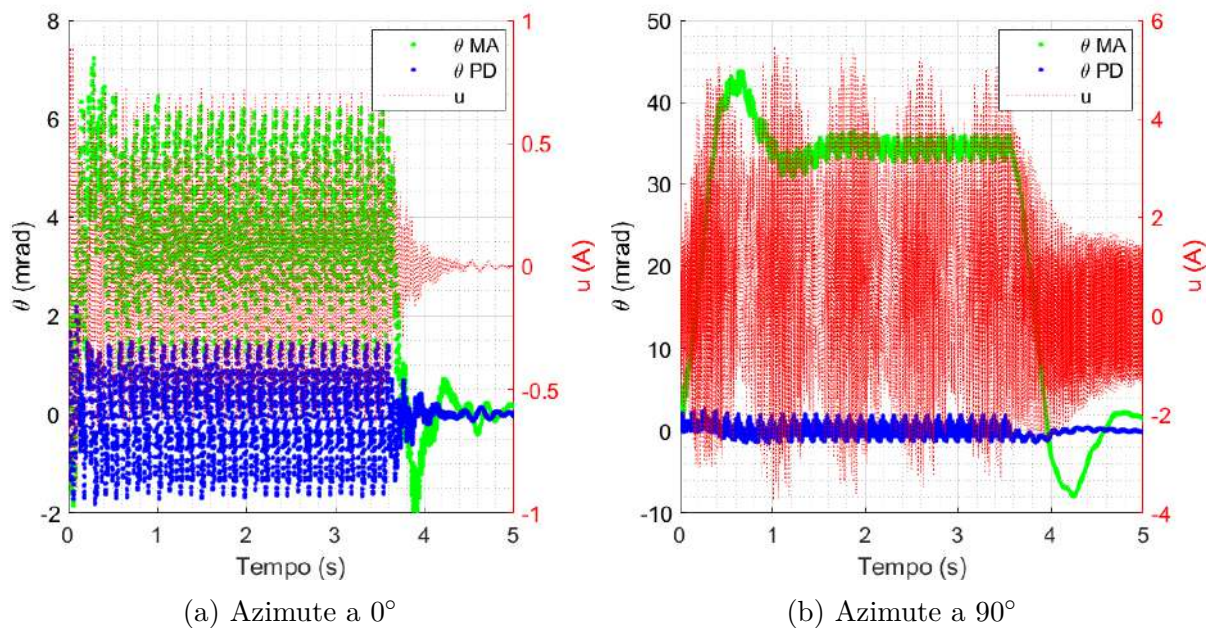 8
6
4
2
0
-2
θ (mrad)
1
0.5
0
-0.5
-1
u (A)
θ MA
θ PD
u
0 1 2 3 4 5
Tempo (s)
(a) Azimute a 0°
50
40
30
20
10
0
-10
θ (mrad)
6
4
2
0
-2
-4
u (A)
θ MA
θ PD
u
0 1 2 3 4 5
Tempo (s)
(b) Azimute a 90°